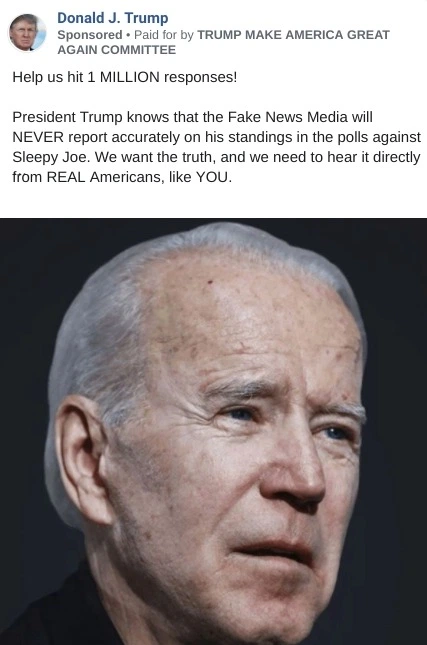 Donald J. Trump
Sponsored • Paid for by TRUMP MAKE AMERICA GREAT
AGAIN COMMITTEE
Help us hit 1 MILLION responses!
President Trump knows that the Fake News Media will
NEVER report accurately on his standings in the polls against
Sleepy Joe. We want the truth, and we need to hear it directly
from REAL Americans, like YOU.